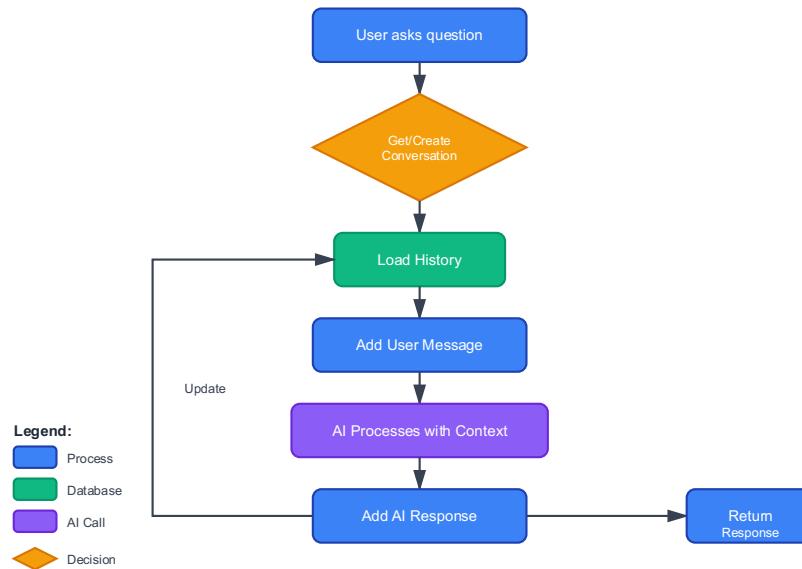 User asks question
Get/Create
Conversation
Load History
Add User Message
Update
AI Processes with Context
Legend:
Process
Database
AI Call
Decision
Add AI Response
Return
Response